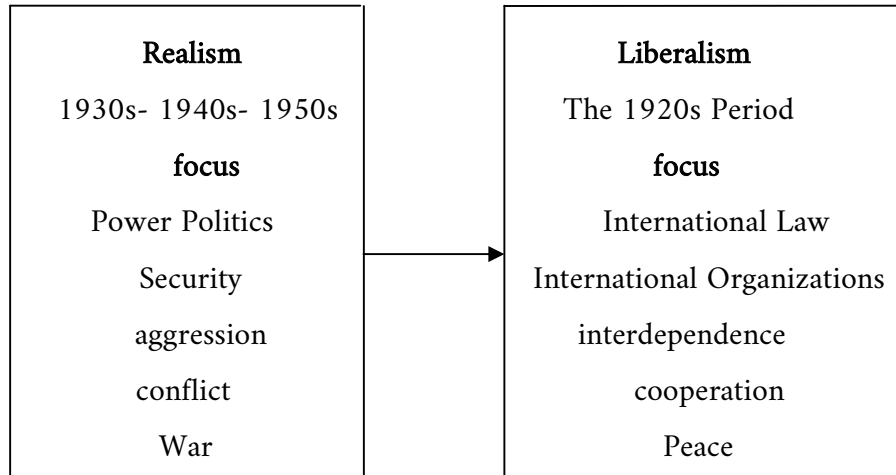 Realism
1930s- 1940s- 1950s
focus
Power Politics
Security
aggression
conflict
War
Liberalism
The 1920s Period
focus
International Law
International Organizations
interdependence
cooperation
Peace